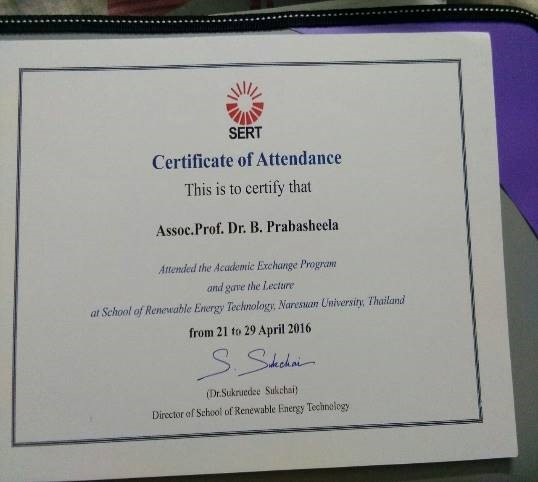 SERT
Certificate of Attendance
This is to certify that
Assoc.Prof. Dr. B. Prabasheela
Attended the Academic Exchange Program
and gave the Lecture
at School of Renewable Energy Technology, Naresuan University, Thailand
from 21 to 29 April 2016
S. Sukchai
(Dr.Sukruedee Sukchai)
Director of School of Renewable Energy Technology